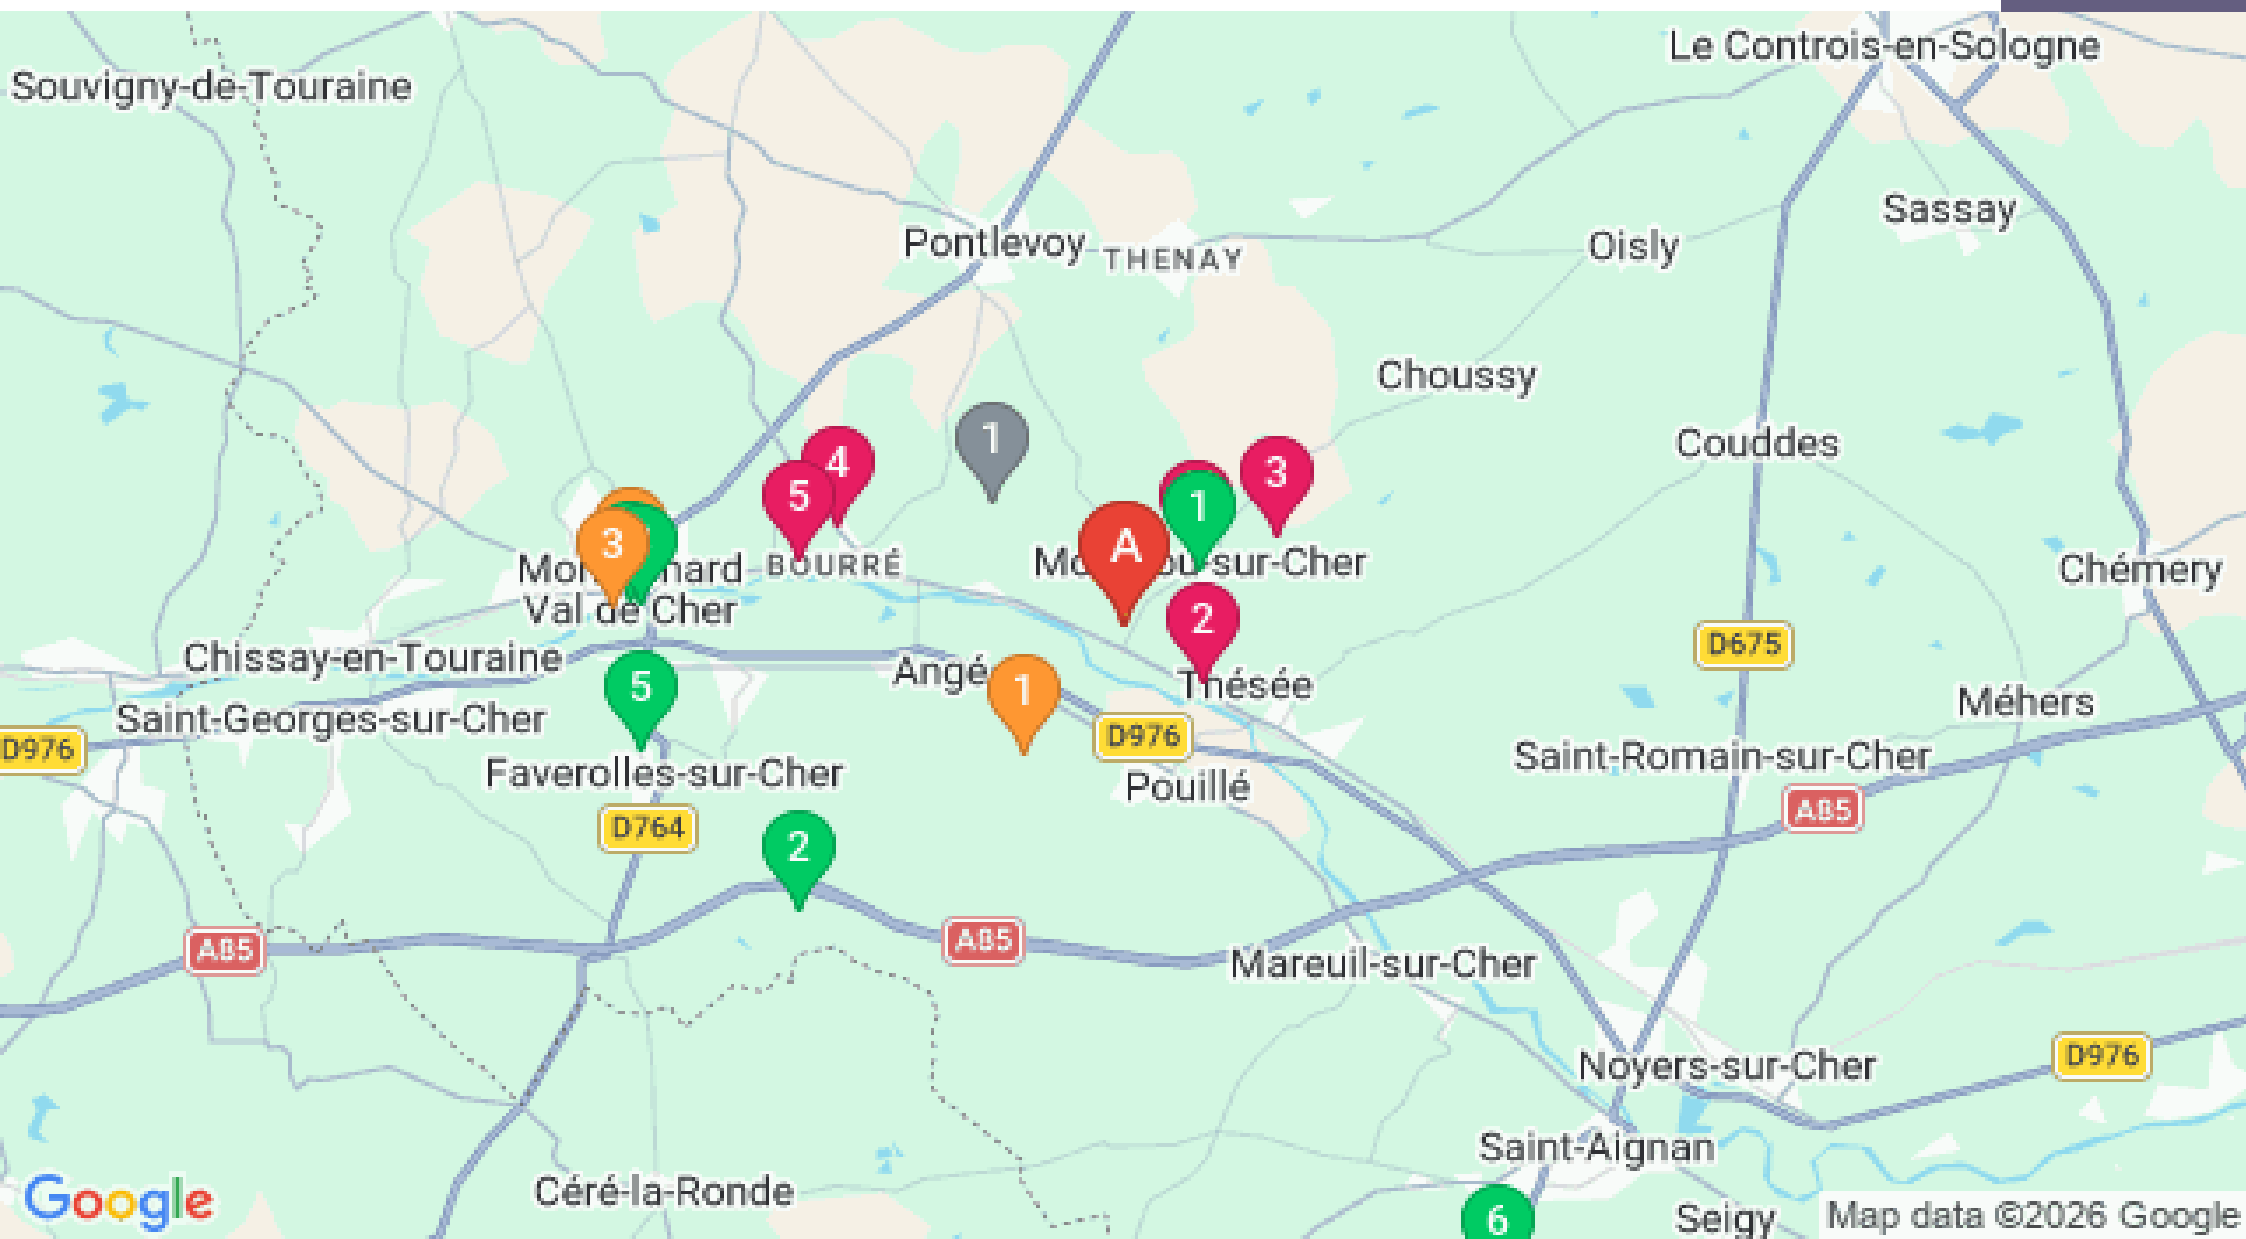 Le Controis-en-Sologne
Souvigny-de-Touraine
Sassay
Pontlevoy
THENAY
Oisly
Choussy
1
Couddes
4
3
5
1
3
A
BOURRÉ
Val de Cher
Chémery
2
D675
Chissay-en-Touraine
Angé
Thésée
5
1
Méhers
Saint-Georges-sur-Cher
D976
D976
Saint-Romain-sur-Cher
Faverolles-sur-Cher
Pouillé
A85
D764
2
A85
A85
Mareuil-sur-Cher
Noyers-sur-Cher
D976
Saint-Aignan
Céré-la-Ronde
Google
6
Seigy
Map data ©2026 Google